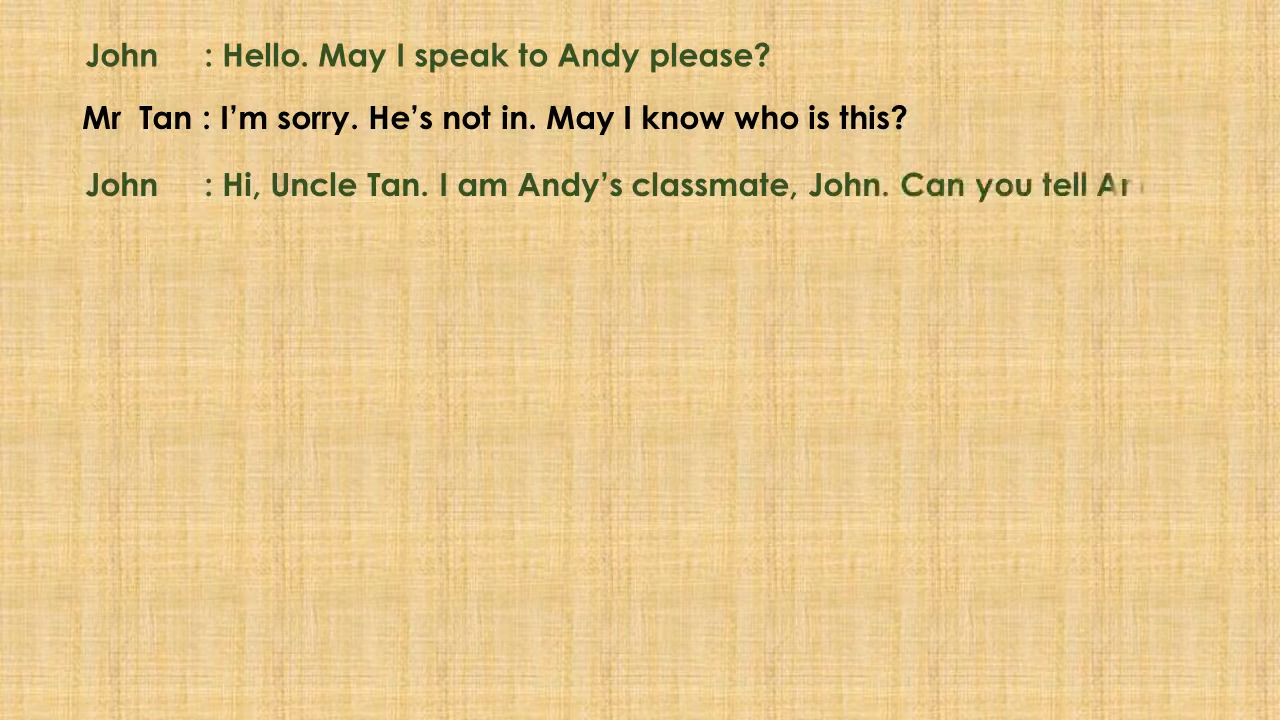 John : Hello. May I speak to Andy please?
Mr Tan : I’m sorry. He’s not in. May I know who is this?
John : Hi, Uncle Tan. I am Andy’s classmate, John. Can you tell